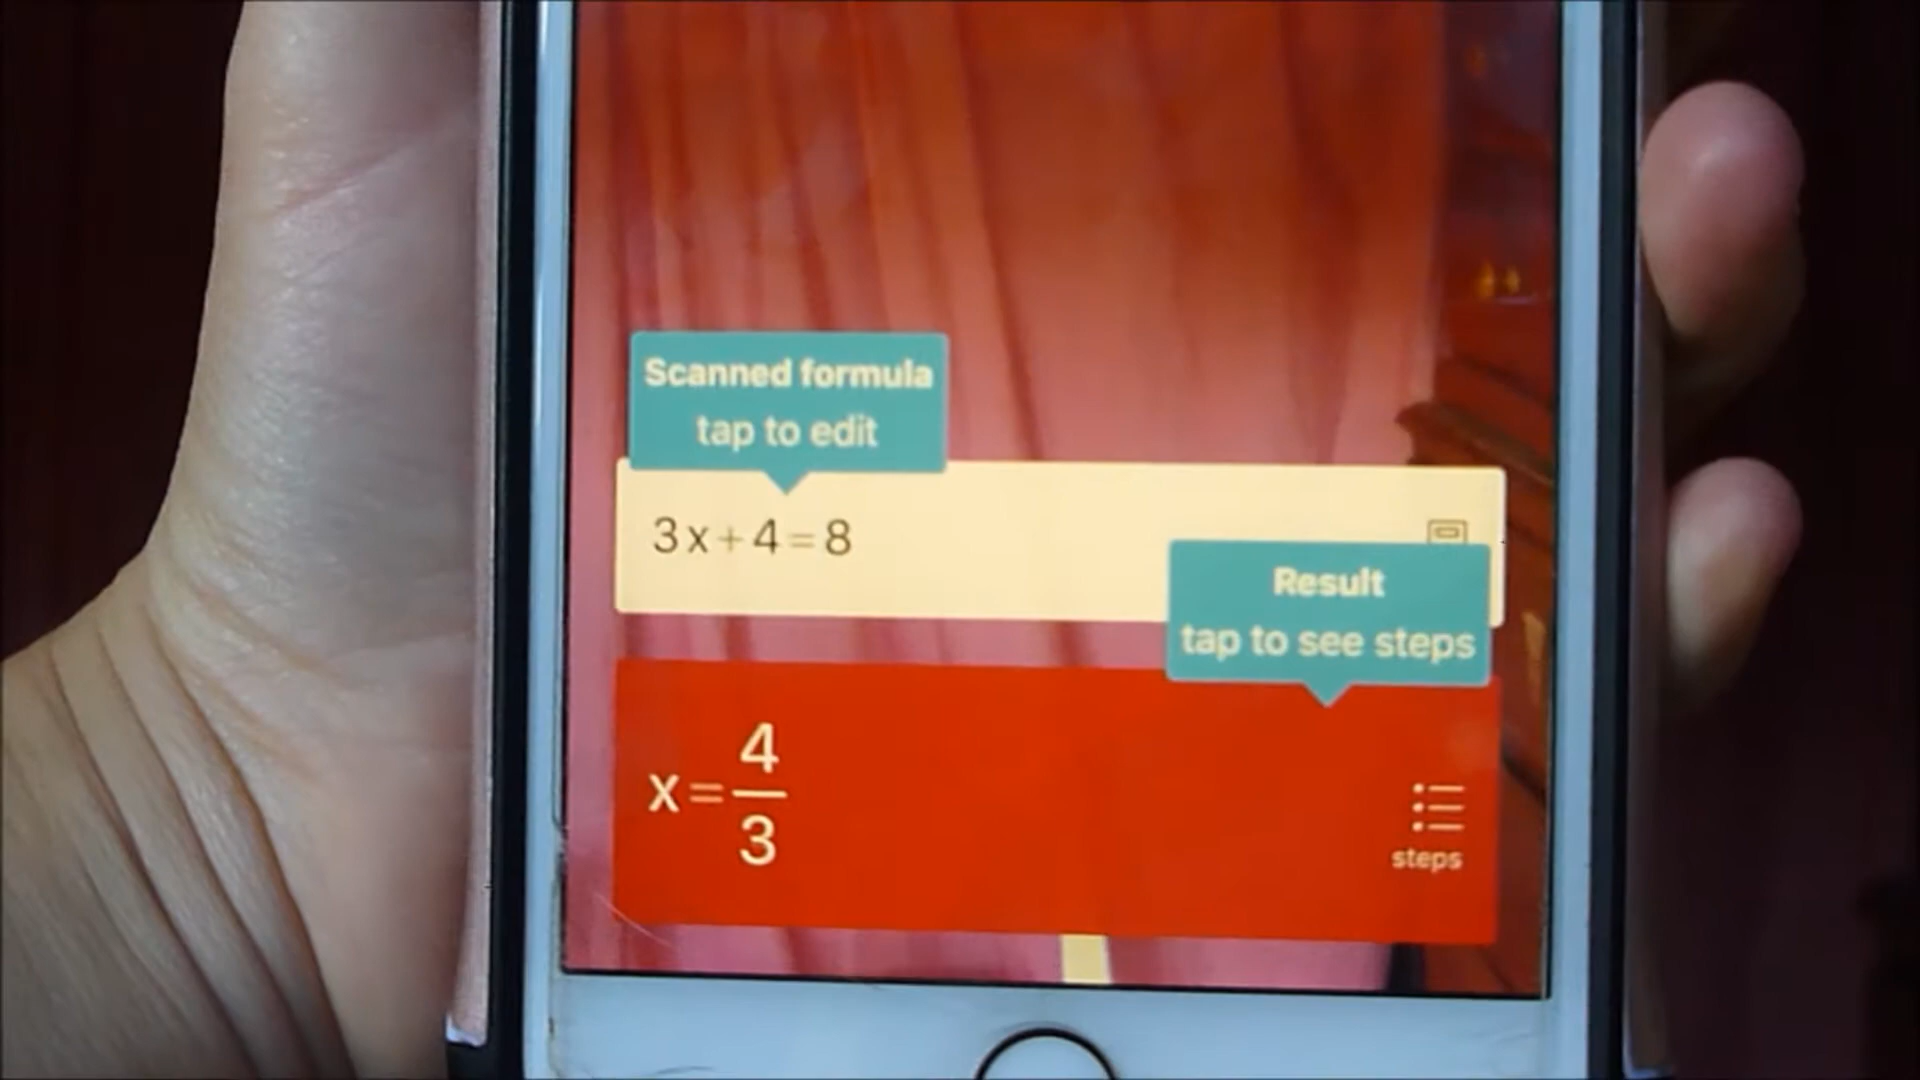 Scanned formula
tap to edit
3x+4=8
Result
tap to see steps
x=4/3
steps